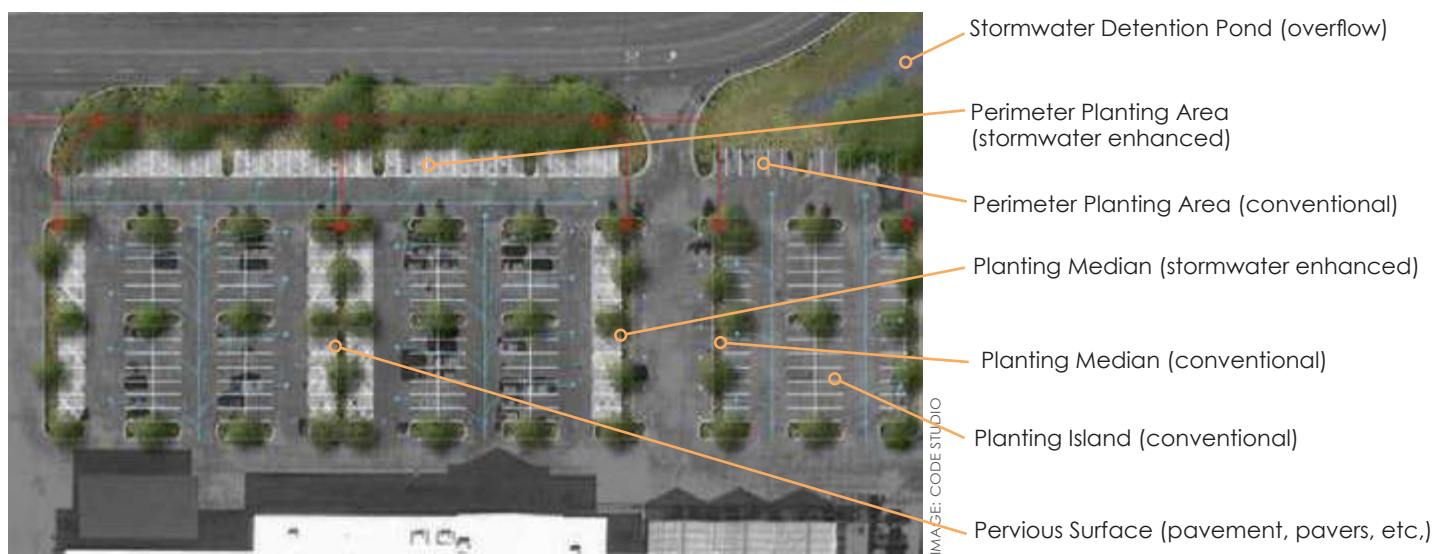 Stormwater Detention Pond (overflow)
Perimeter Planting Area
(stormwater enhanced)
Perimeter Planting Area (conventional)
Planting Median (stormwater enhanced)
Planting Median (conventional)
Planting Island (conventional)
Pervious Surface (pavement, pavers, etc,)
IMAGE: CODE STUDIO